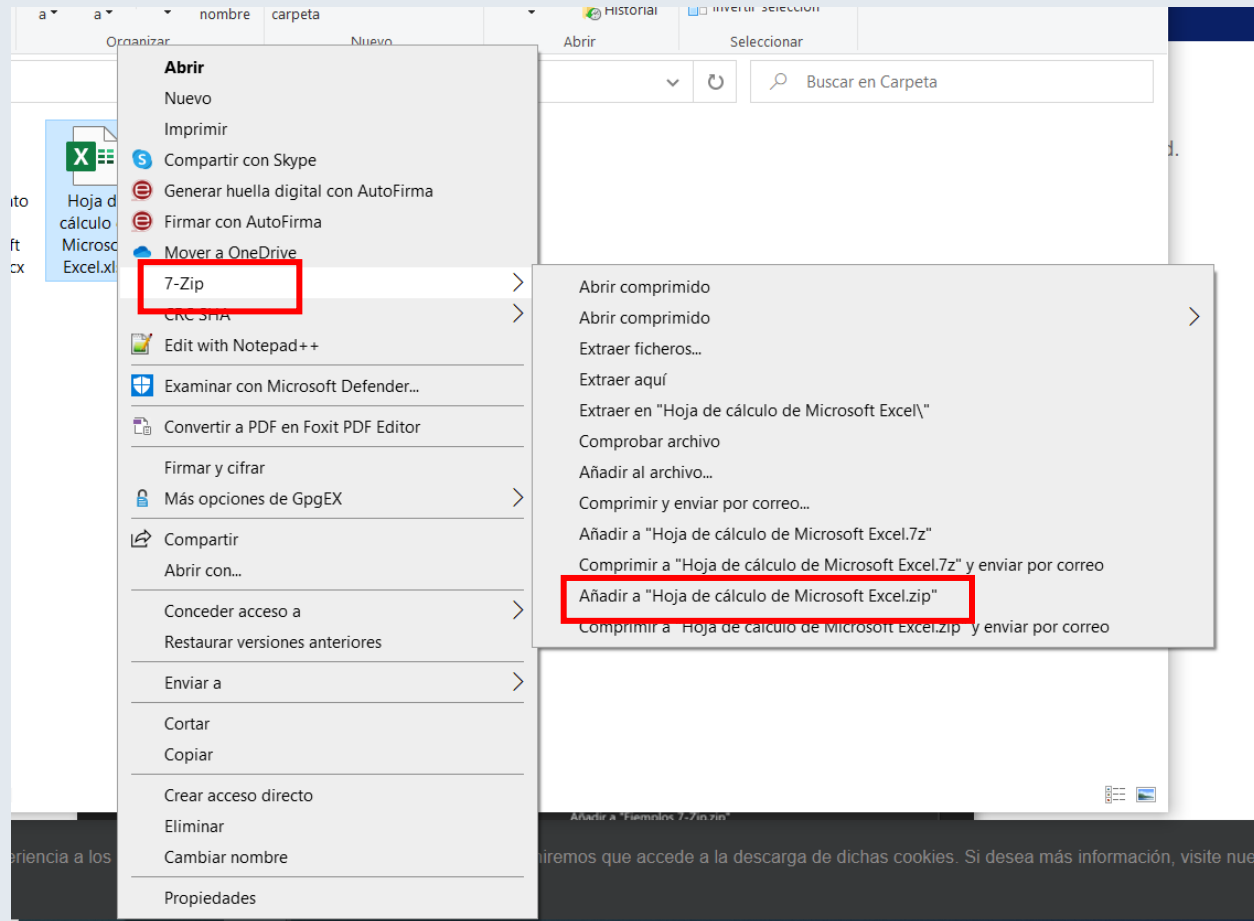 a a nombre carpeta Historial Invertir selección
Organizar Nuevo Abrir Seleccionar
Buscar en Carpeta
d.
Hoja d
cálculo
Microso
Excel.xl
ito
ft
cx
Abrir
Nuevo
Imprimir
Compartir con Skype
Generar huella digital con AutoFirma
Firmar con AutoFirma
Mover a OneDrive
7-Zip
CRC SHA
Edit with Notepad++
Examinar con Microsoft Defender...
Convertir a PDF en Foxit PDF Editor
Firmar y cifrar
Más opciones de GpgEX
Compartir
Abrir con...
Conceder acceso a
Restaurar versiones anteriores
Enviar a
Cortar
Copiar
Crear acceso directo
Eliminar
Cambiar nombre
Propiedades
Abrir comprimido
Abrir comprimido
Extraer ficheros...
Extraer aquí
Extraer en "Hoja de cálculo de Microsoft Excel\"
Comprobar archivo
Añadir al archivo...
Comprimir y enviar por correo...
Añadir a "Hoja de cálculo de Microsoft Excel.7z"
Comprimir a "Hoja de cálculo de Microsoft Excel.7z" y enviar por correo
Añadir a "Hoja de cálculo de Microsoft Excel.zip"
Comprimir a "Hoja de cálculo de Microsoft Excel.zip" y enviar por correo
Añadir a "Ejemplos 7-Zip.zip"
eriencia a los niremos que accede a la descarga de dichas cookies. Si desea más información, visite nue